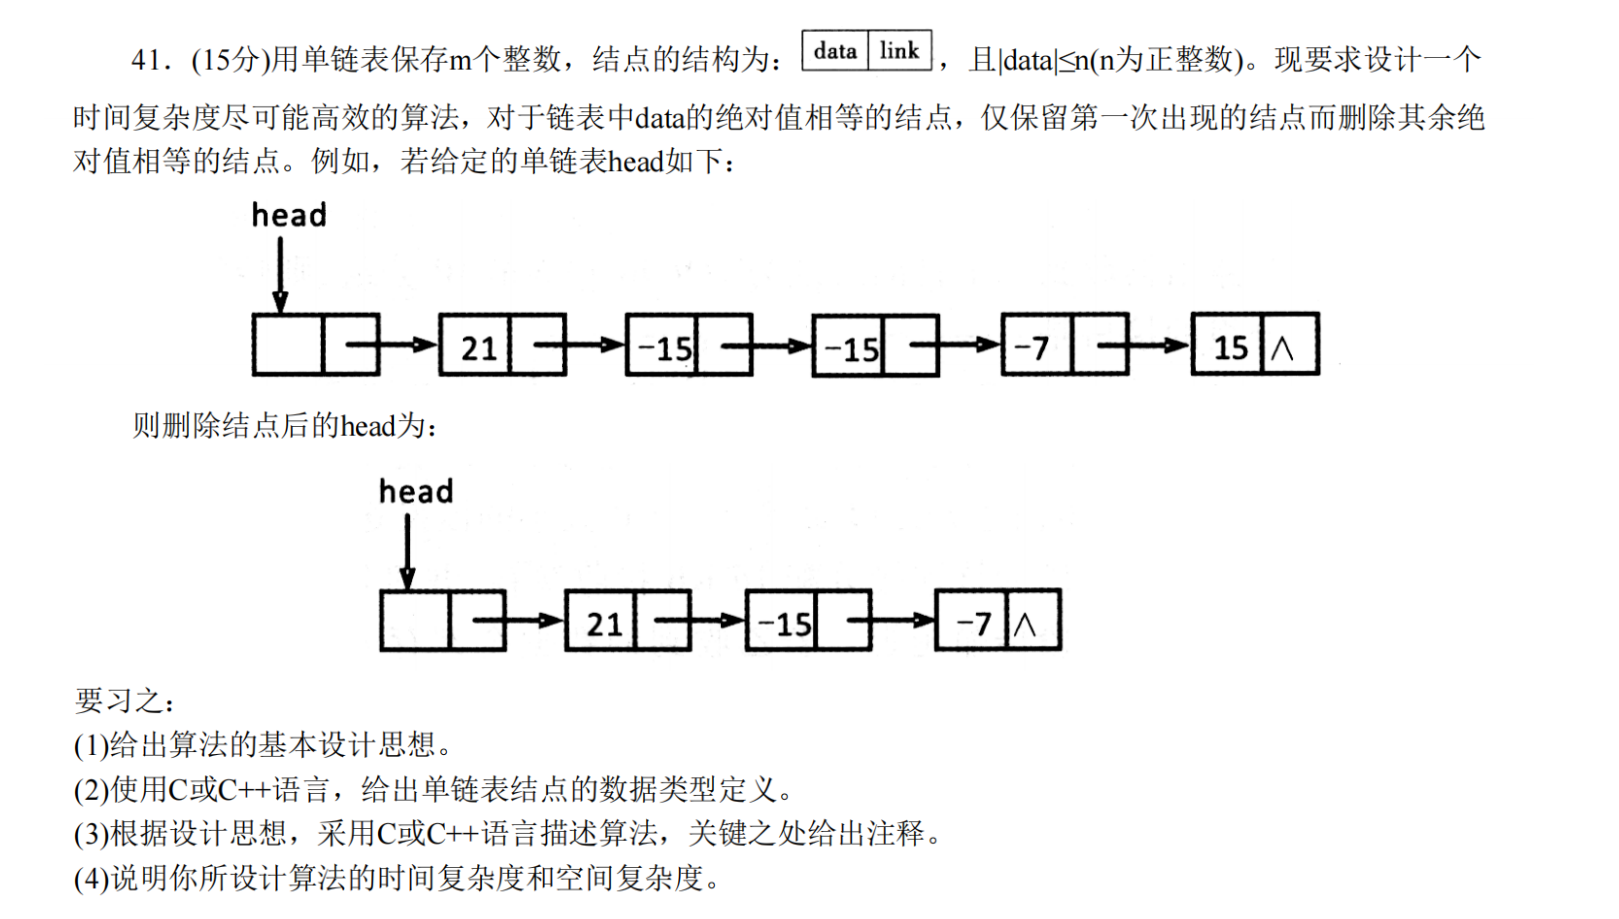 41．(15分)用单链表保存m个整数，结点的结构为： data link ，且|data|≤n(n为正整数)。现要求设计一个
时间复杂度尽可能高效的算法，对于链表中data的绝对值相等的结点，仅保留第一次出现的结点而删除其余绝
对值相等的结点。例如，若给定的单链表head如下：
head
21 −15 −15 −7 15 ∧
则删除结点后的head为：
head
21 −15 −7 ∧
要习之：
(1)给出算法的基本设计思想。
(2)使用C或C++语言，给出单链表结点的数据类型定义。
(3)根据设计思想，采用C或C++语言描述算法，关键之处给出注释。
(4)说明你所设计算法的时间复杂度和空间复杂度。